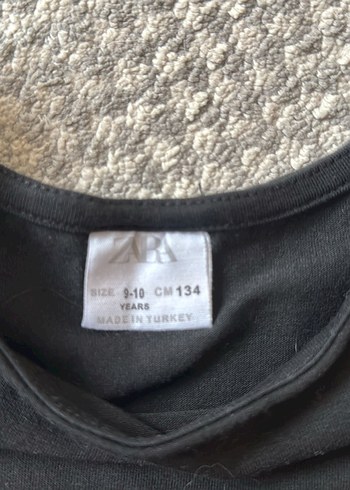 ZARA
SIZE 9-10 CM 134
YEARS
MADE IN TURKEY